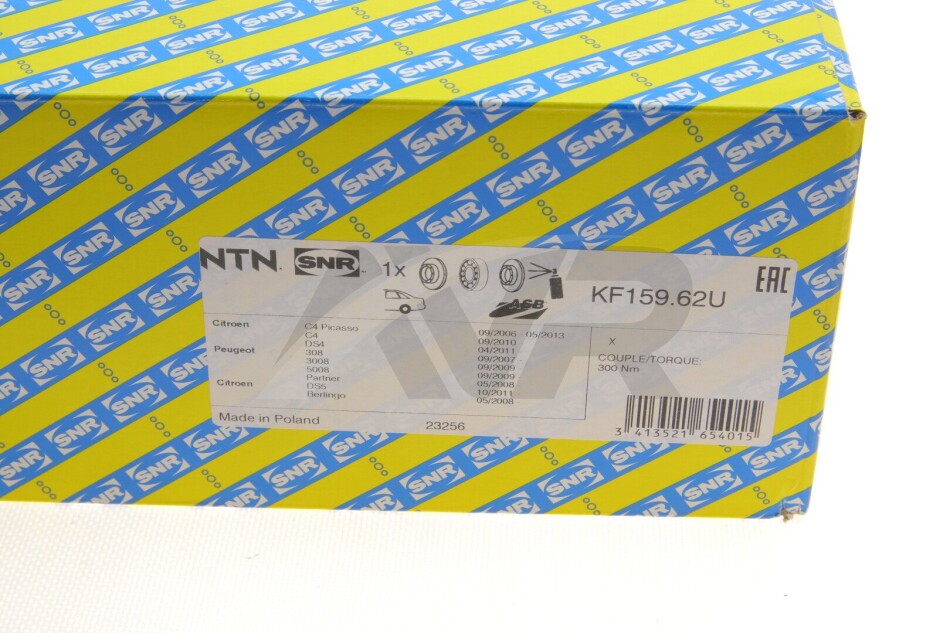 NTN. SNR 1x KF159.62U EAC
ASB
Citroen C4 Picasso 09/2006 - 05/2013
C4 09/2010
DS4 04/2011 -
Peugeot 308 09/2007 -
3008 09/2009
5008 09/2009
Partner 05/2008 -
Citroen DS5 10/2011 -
Berlingo 05/2008 -
X
COUPLE/TORQUE:
300 Nm
Made in Poland 23256
3 413521 654015